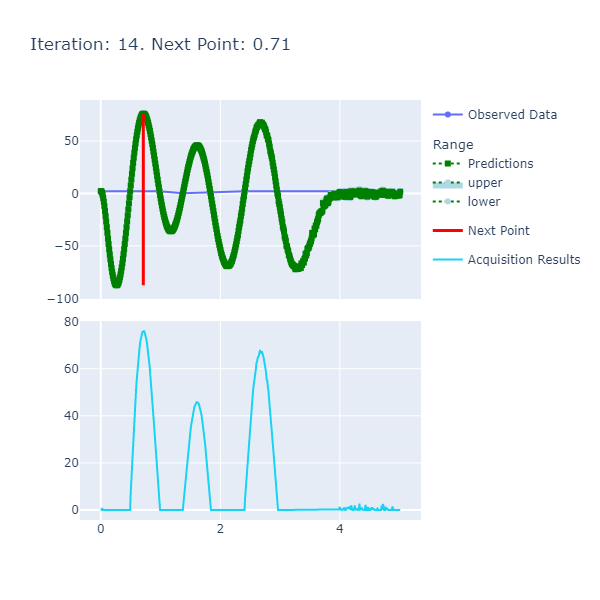 Iteration: 14. Next Point: 0.71
50
0
−50
−100
80
60
40
20
0
0
2
4
Observed Data
Range
Predictions
upper
lower
Next Point
Acquisition Results